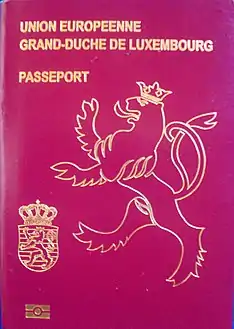 UNION EUROPEENNE
GRAND-DUCHE DE LUXEMBOURG
PASSEPORT